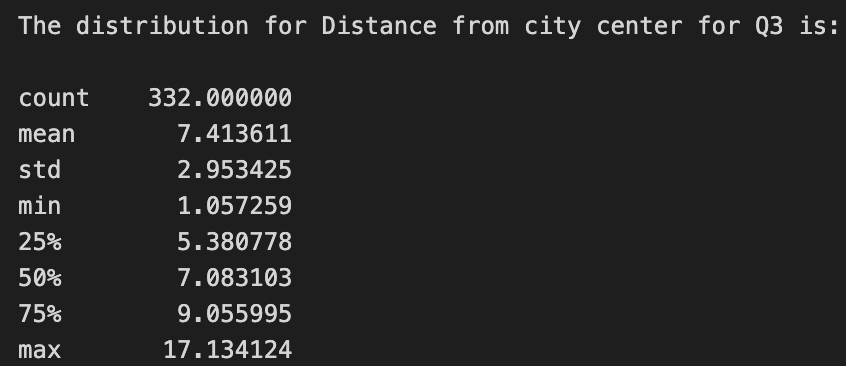 The distribution for Distance from city center for Q3 is:
count    332.000000
mean       7.413611
std        2.953425
min        1.057259
25%        5.380778
50%        7.083103
75%        9.055995
max       17.134124